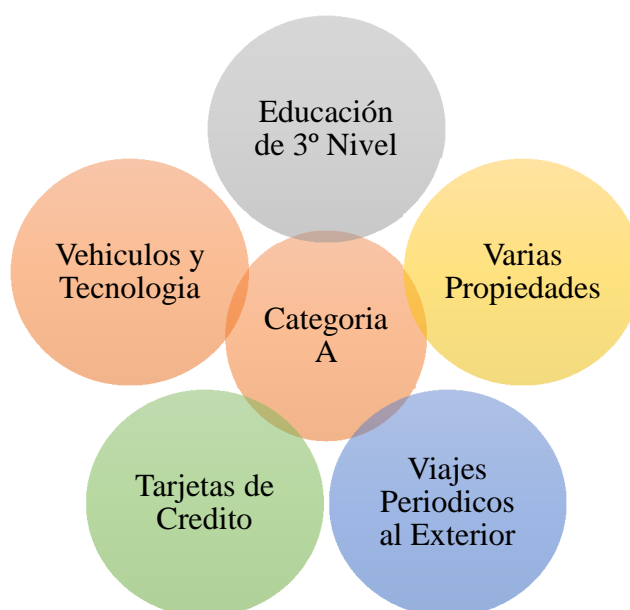 Educación
de 3º Nivel
Vehiculos y
Tecnologia
Varias
Propiedades
Categoria
A
Tarjetas de
Credito
Viajes
Periodicos
al Exterior